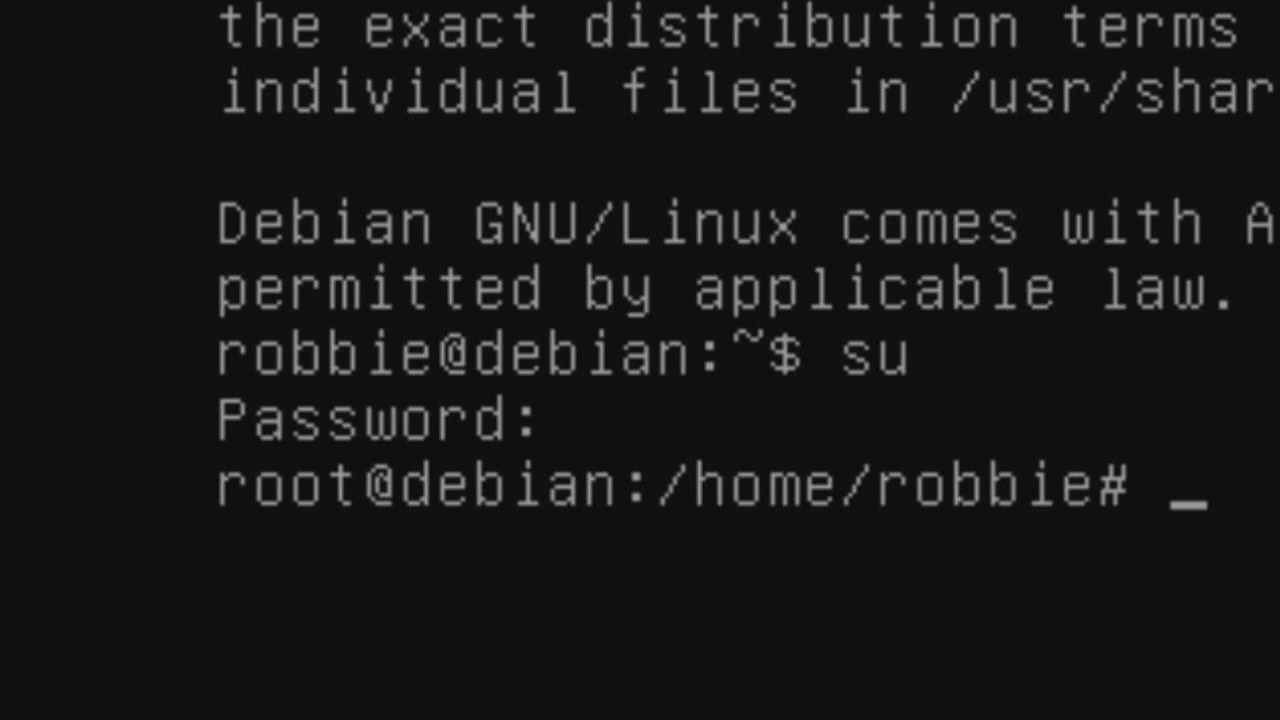 the exact distribution terms
individual files in /usr/shar
Debian GNU/Linux comes with A
permitted by applicable law.
robbie@debian:~$ su
Password:
root@debian:/home/robbie# _